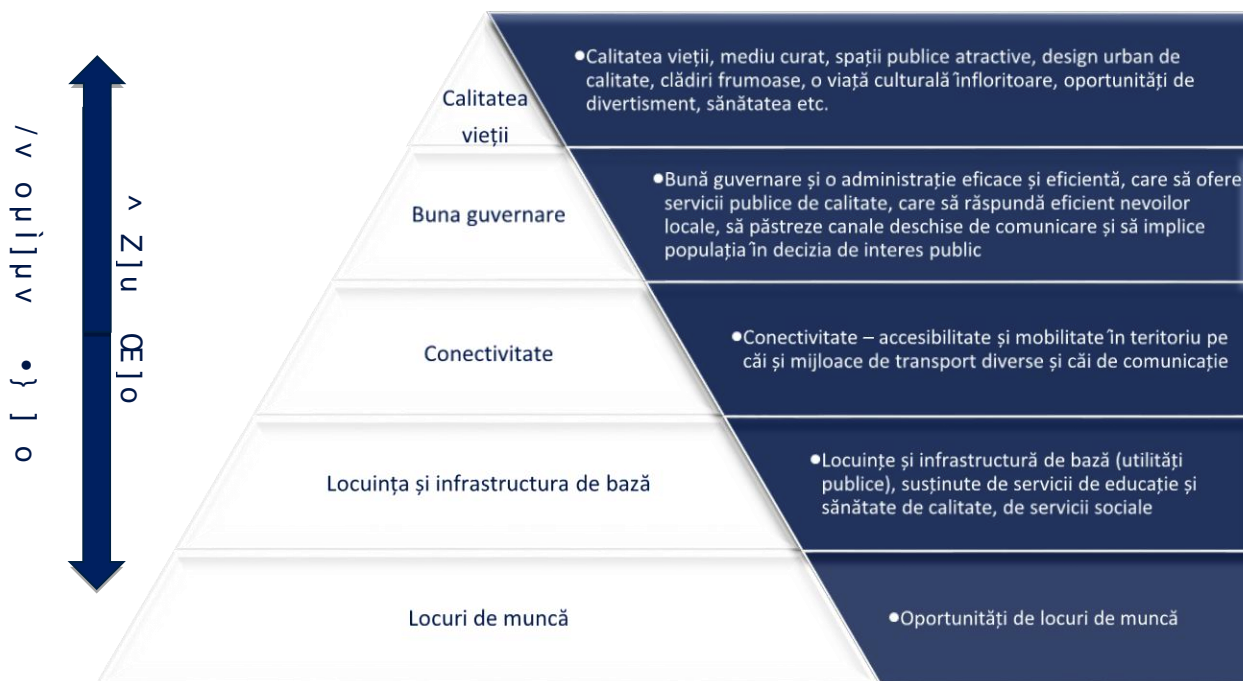 •Calitatea vieții, mediu curat, spații publice atractive, design urban de
calitate, clădiri frumoase, o viață culturală înfloritoare, oportunități de
divertisment, sănătatea etc.
Calitatea
vieții
•Bună guvernare și o administrație eficace și eficientă, care să ofere
servicii publice de calitate, care să răspundă eficient nevoilor
locale, să păstreze canale deschise de comunicare și să implice
populația în decizia de interes public
Buna guvernare
•Conectivitate – accesibilitate și mobilitate în teritoriu pe
căi și mijloace de transport diverse și căi de comunicație
Conectivitate
•Locuințe și infrastructură de bază (utilități
publice), susținute de servicii de educație și
sănătate de calitate, de servicii sociale
Locuința și infrastructura de bază
Locuri de muncă
•Oportunități de locuri de muncă